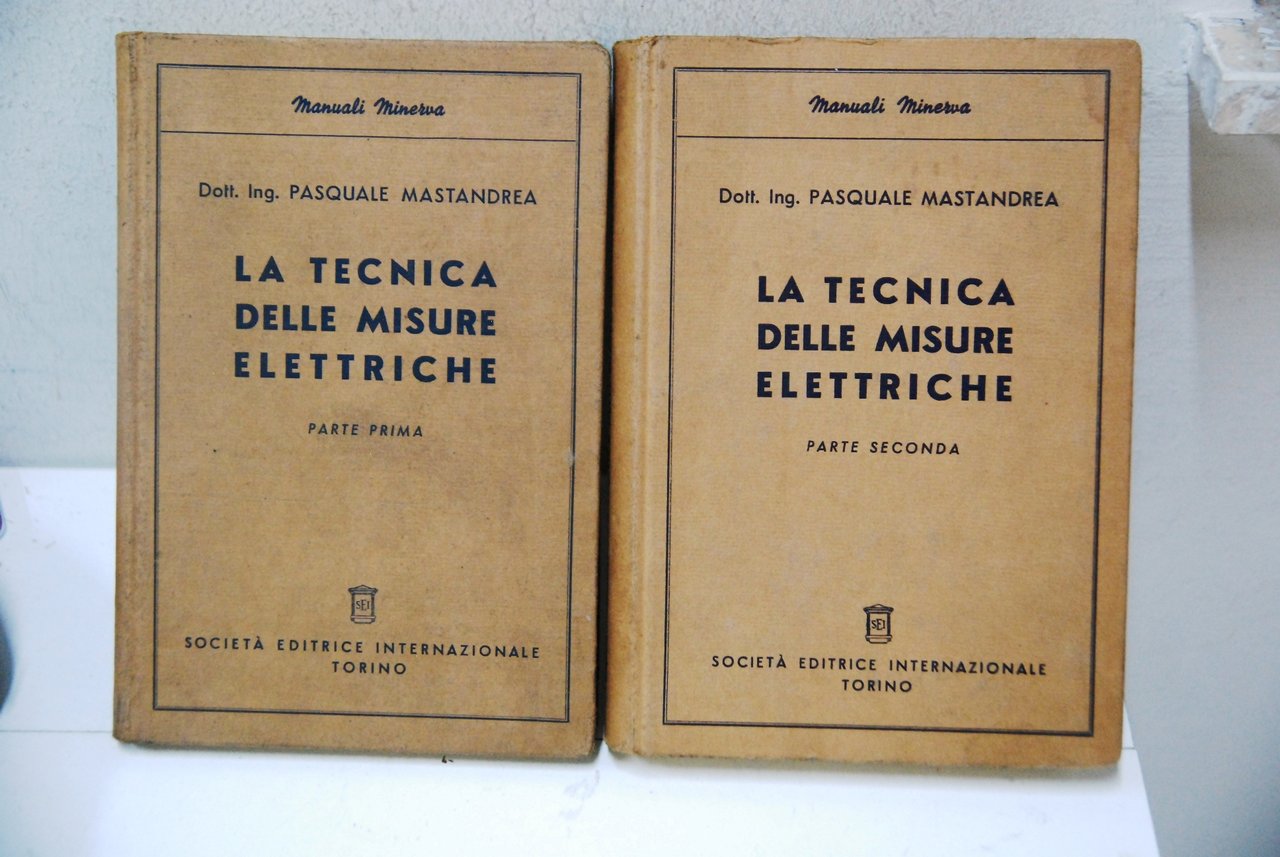 Manuali Minerva
Dott. Ing. PASQUALE MASTANDREA
LA TECNICA
DELLE MISURE
ELETTRICHE
PARTE PRIMA
SEI
SOCIETÀ EDITRICE INTERNAZIONALE
TORINO
Manuali Minerva
Dott. Ing. PASQUALE MASTANDREA
LA TECNICA
DELLE MISURE
ELETTRICHE
PARTE SECONDA
SEI
SOCIETÀ EDITRICE INTERNAZIONALE
TORINO